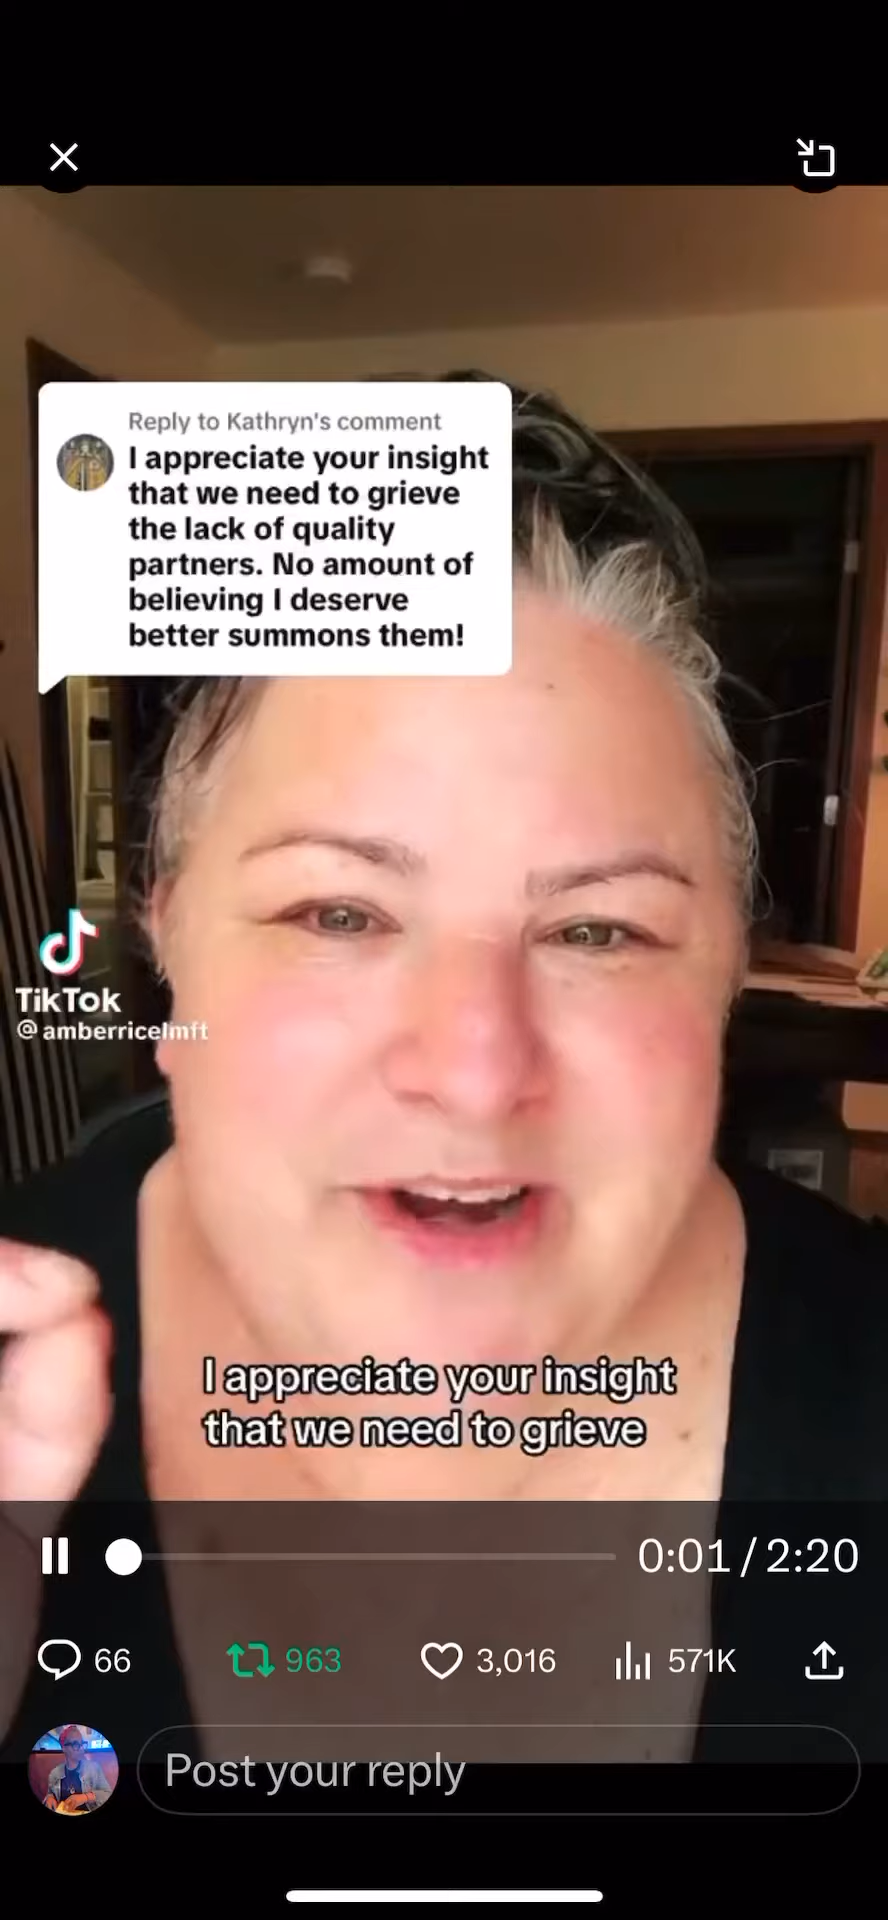 Reply to Kathryn's comment
I appreciate your insight
that we need to grieve
the lack of quality
partners. No amount of
believing I deserve
better summons them!
TikTok
@amberricelmft
I appreciate your insight
that we need to grieve
0:01 / 2:20
66 963 3,016 571K
Post your reply